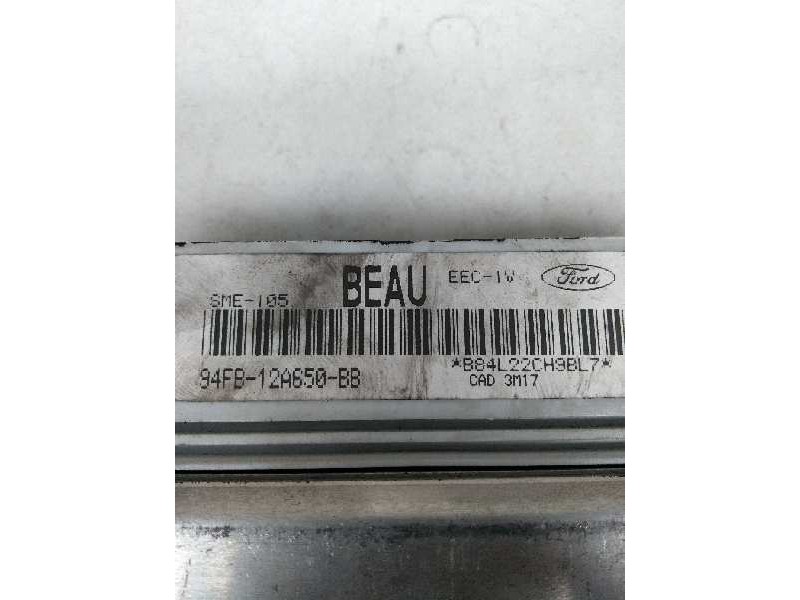 SME-105 BEAU EEC-IV Ford
*B84L22CH9BL7*
94FB-12A650-BB CAD 3M17